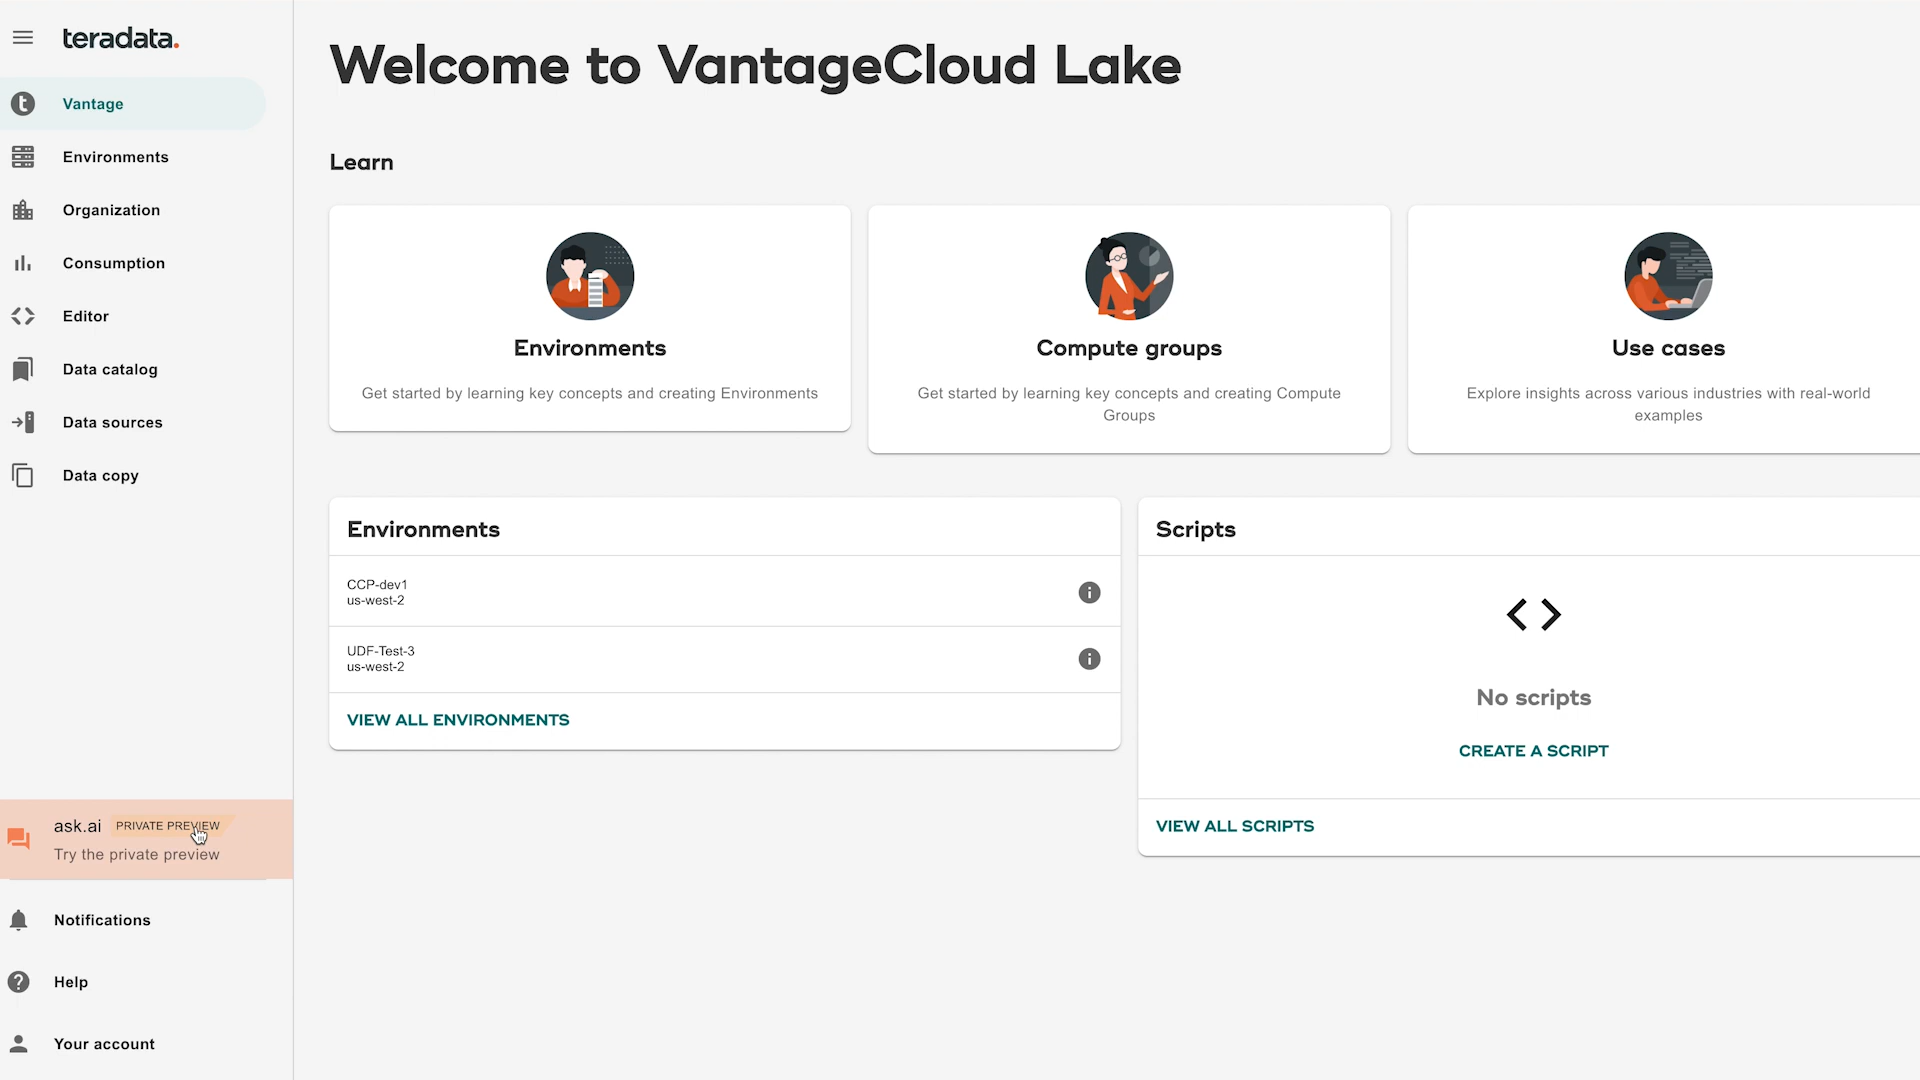 teradata.
Vantage
Environments
Organization
Consumption
Editor
Data catalog
Data sources
Data copy
ask.ai PRIVATE PREVIEW
Try the private preview
Notifications
Help
Your account
Welcome to VantageCloud Lake
Learn
Environments
Get started by learning key concepts and creating Environments
Compute groups
Get started by learning key concepts and creating Compute
Groups
Use cases
Explore insights across various industries with real-world
examples
Environments
CCP-dev1
us-west-2
UDF-Test-3
us-west-2
VIEW ALL ENVIRONMENTS
Scripts
No scripts
CREATE A SCRIPT
VIEW ALL SCRIPTS